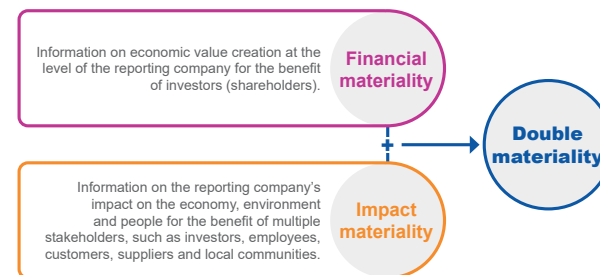 Information on economic value creation at the
level of the reporting company for the benefit
of investors (shareholders).
Financial
materiality
+
Double
materiality
Information on the reporting company's
impact on the economy, environment
and people for the benefit of multiple
stakeholders, such as investors, employees,
customers, suppliers and local communities.
Impact
materiality